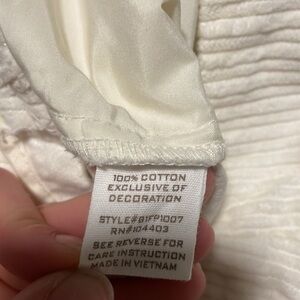 100% COTTON
EXCLUSIVE OF
DECORATION
STYLE#81FP1007
RN#104403
SEE REVERSE FOR
CARE INSTRUCTION
MADE IN VIETNAM